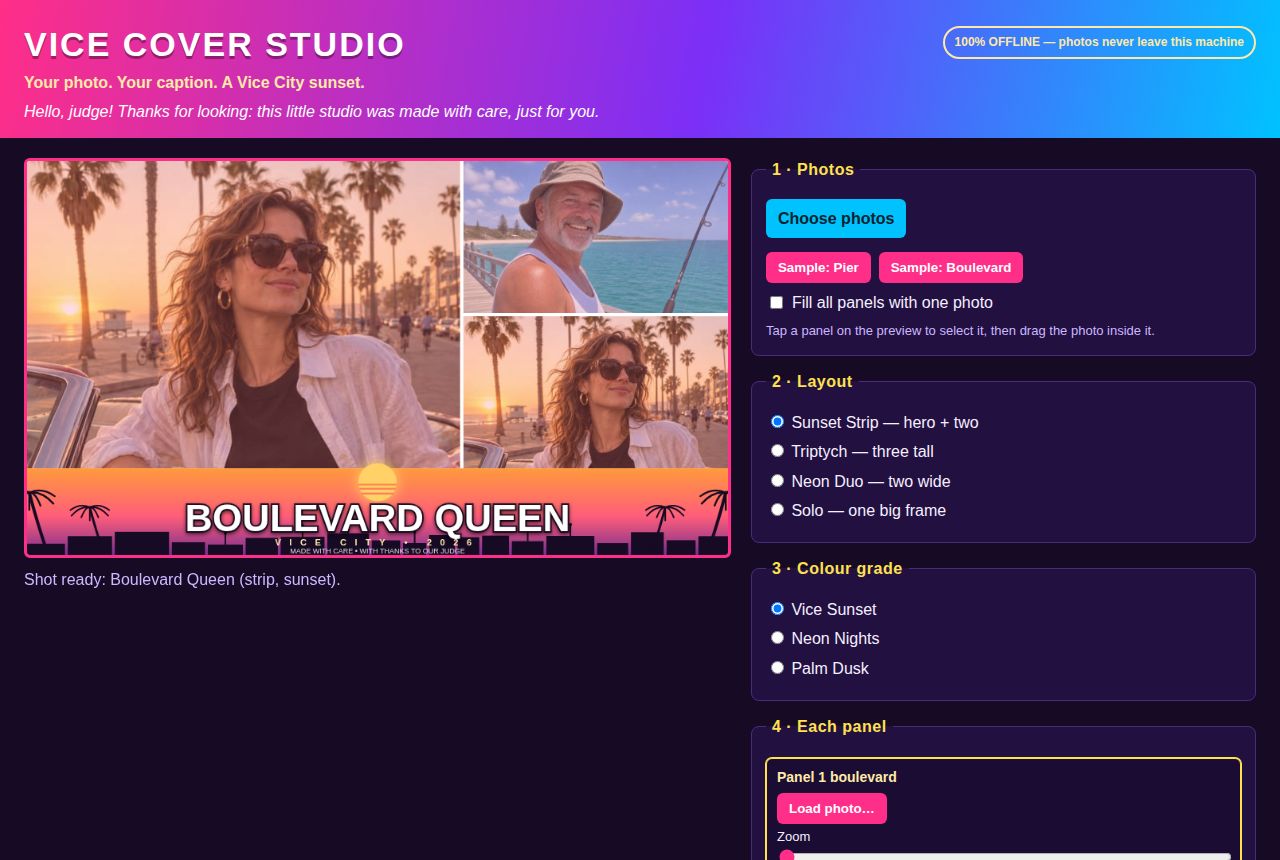 VICE COVER STUDIO
100% OFFLINE — photos never leave this machine
Your photo. Your caption. A Vice City sunset.
Hello, judge! Thanks for looking: this little studio was made with care, just for you.
BOULEVARD QUEEN
VICE CITY • 2026
MADE WITH CARE • WITH THANKS TO OUR JUDGE
Shot ready: Boulevard Queen (strip, sunset).
1 · Photos
Choose photos
Sample: Pier
Sample: Boulevard
Fill all panels with one photo
Tap a panel on the preview to select it, then drag the photo inside it.
2 · Layout
Sunset Strip — hero + two
Triptych — three tall
Neon Duo — two wide
Solo — one big frame
3 · Colour grade
Vice Sunset
Neon Nights
Palm Dusk
4 · Each panel
Panel 1 boulevard
Load photo…
Zoom